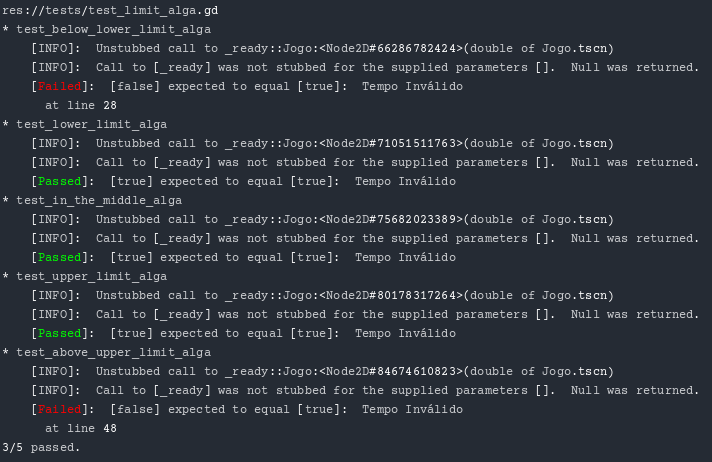 res://tests/test_limit_alga.gd
* test_below_lower_limit_alga
[INFO]:  Unstubbed call to _ready::Jogo:<Node2D#66286782424>(double of Jogo.tscn)
[INFO]:  Call to [_ready] was not stubbed for the supplied parameters [].  Null was returned.
[Failed]:  [false] expected to equal [true]:  Tempo Inválido
at line 28
* test_lower_limit_alga
[INFO]:  Unstubbed call to _ready::Jogo:<Node2D#71051511763>(double of Jogo.tscn)
[INFO]:  Call to [_ready] was not stubbed for the supplied parameters [].  Null was returned.
[Passed]:  [true] expected to equal [true]:  Tempo Inválido
* test_in_the_middle_alga
[INFO]:  Unstubbed call to _ready::Jogo:<Node2D#75682023389>(double of Jogo.tscn)
[INFO]:  Call to [_ready] was not stubbed for the supplied parameters [].  Null was returned.
[Passed]:  [true] expected to equal [true]:  Tempo Inválido
* test_upper_limit_alga
[INFO]:  Unstubbed call to _ready::Jogo:<Node2D#80178317264>(double of Jogo.tscn)
[INFO]:  Call to [_ready] was not stubbed for the supplied parameters [].  Null was returned.
[Passed]:  [true] expected to equal [true]:  Tempo Inválido
* test_above_upper_limit_alga
[INFO]:  Unstubbed call to _ready::Jogo:<Node2D#84674610823>(double of Jogo.tscn)
[INFO]:  Call to [_ready] was not stubbed for the supplied parameters [].  Null was returned.
[Failed]:  [false] expected to equal [true]:  Tempo Inválido
at line 48
3/5 passed.